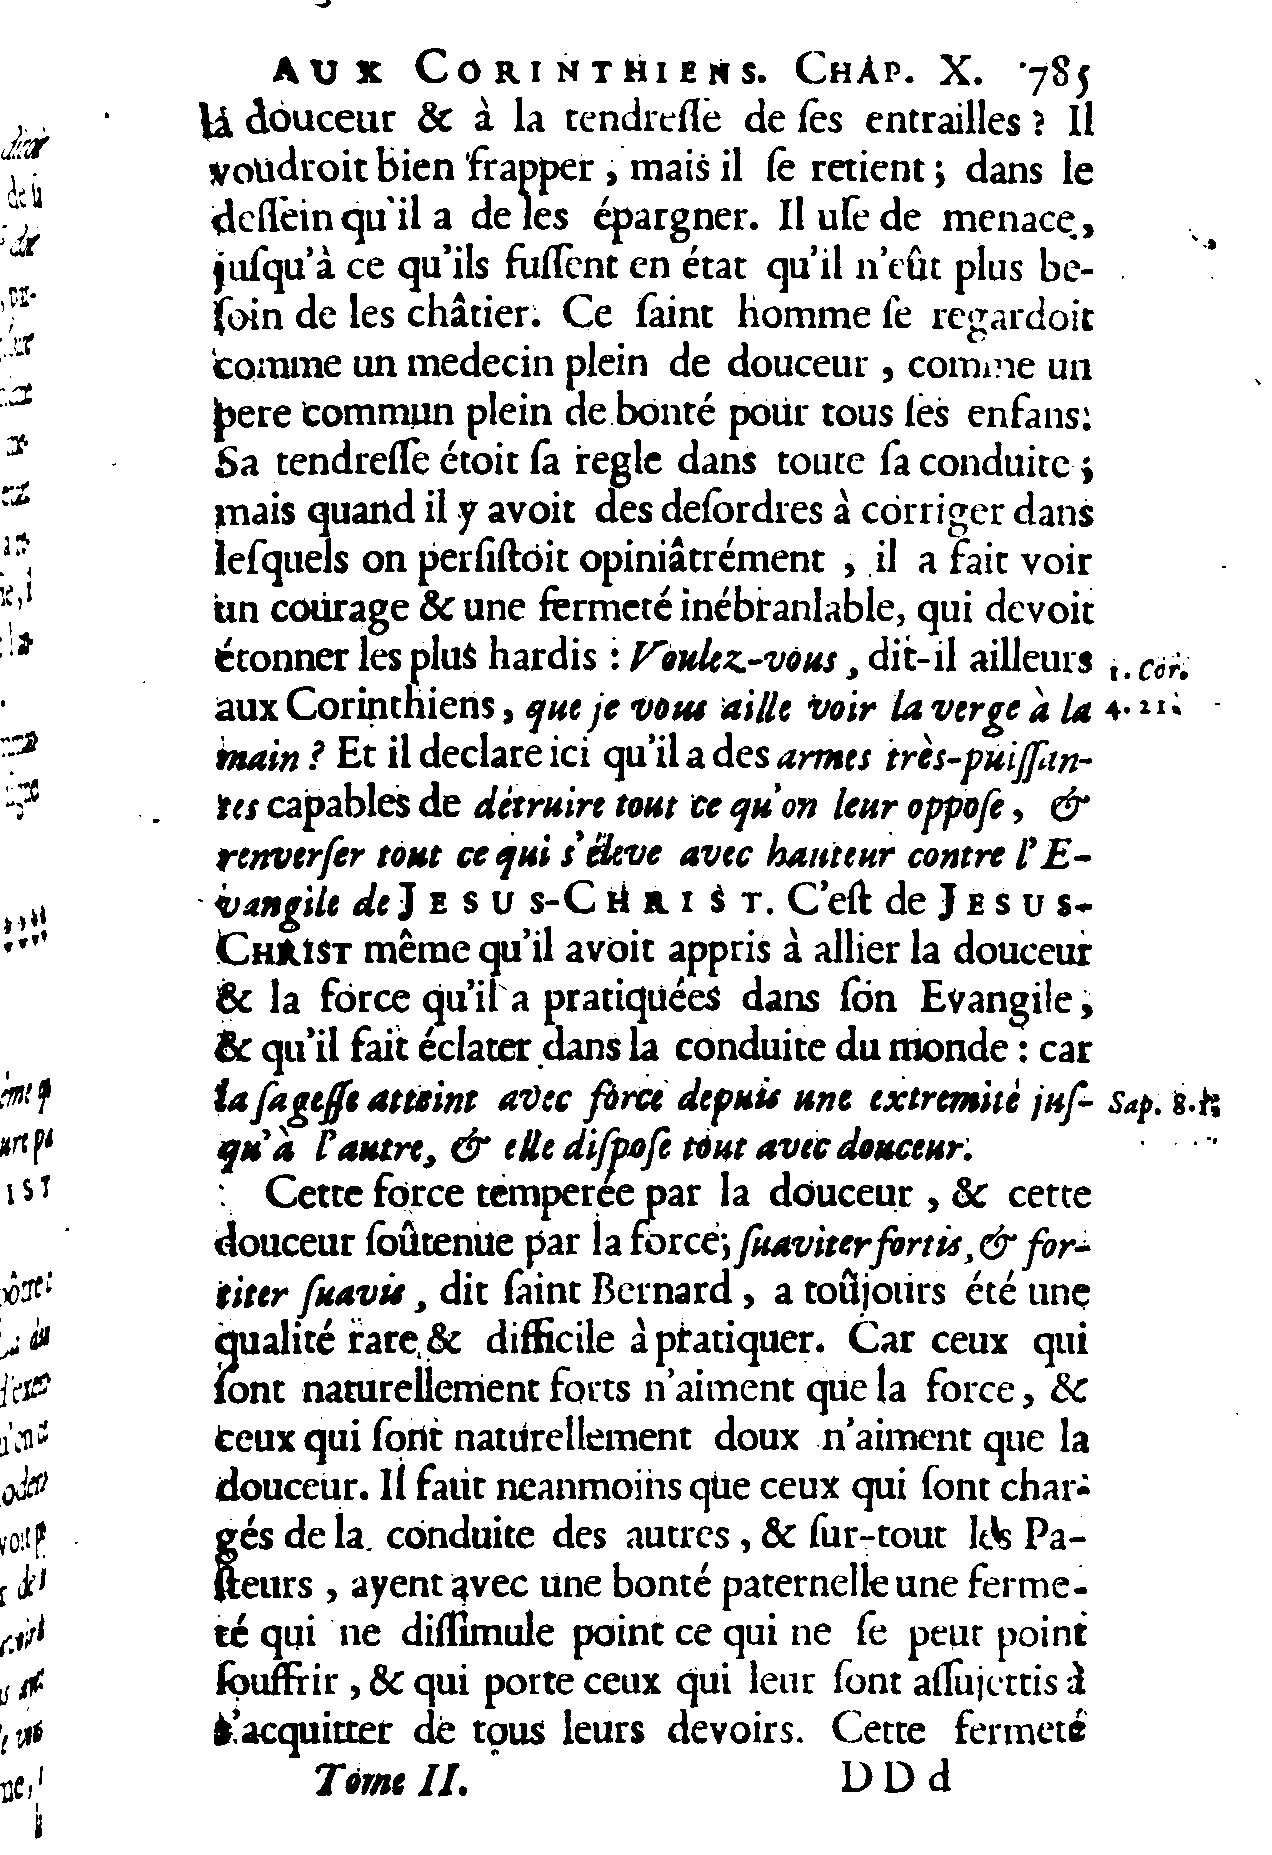 AUX CORINTHIENS. CHAP. X. 785
la douceur & à la tendreſſe de ſes entrailles ? Il
voudroit bien frapper, mais il ſe retient ; dans le
deſſein qu'il a de les épargner. Il uſe de menace,
juſqu'à ce qu'ils fuſſent en état qu'il n'eût plus be-
ſoin de les châtier. Ce ſaint homme ſe regardoit
comme un medecin plein de douceur, comme un
pere commun plein de bonté pour tous ſes enfans:
Sa tendreſſe étoit ſa regle dans toute ſa conduite ;
mais quand il y avoit des deſordres à corriger dans
leſquels on perſiſtoit opiniâtrément, il a fait voir
un courage & une fermeté inébranlable, qui devoit
étonner les plus hardis : Voulez-vous, dit-il ailleurs
1. Cor.
aux Corinthiens, que je vous aille voir la verge à la
4. 21.
main ? Et il declare ici qu'il a des armes très-puiſſan-
tes capables de détruire tout ce qu'on leur oppoſe, &
renverſer tout ce qui s'éleve avec hauteur contre l'E-
vangile de JESUS-CHRIST. C'eſt de JESUS-
CHRIST même qu'il avoit appris à allier la douceur
& la force qu'il a pratiquées dans ſon Evangile,
& qu'il fait éclater dans la conduite du monde : car
la ſageſſe atteint avec force depuis une extremité juſ-
Sap. 8. 1.
qu'à l'autre, & elle diſpoſe tout avec douceur.
Cette force temperée par la douceur, & cette
douceur ſoûtenue par la force; ſuaviter fortis, & for-
titer ſuavis, dit ſaint Bernard, a toûjours été une
qualité rare & difficile à pratiquer. Car ceux qui
ſont naturellement forts n'aiment que la force, &
ceux qui ſont naturellement doux n'aiment que la
douceur. Il faut neanmoins que ceux qui ſont char-
gés de la conduite des autres, & ſur-tout les Pa-
ſteurs, ayent avec une bonté paternelle une ferme-
té qui ne diſſimule point ce qui ne ſe peut point
ſouffrir, & qui porte ceux qui leur ſont aſſujettis à
s'acquitter de tous leurs devoirs. Cette fermeté
Tome II. DDd